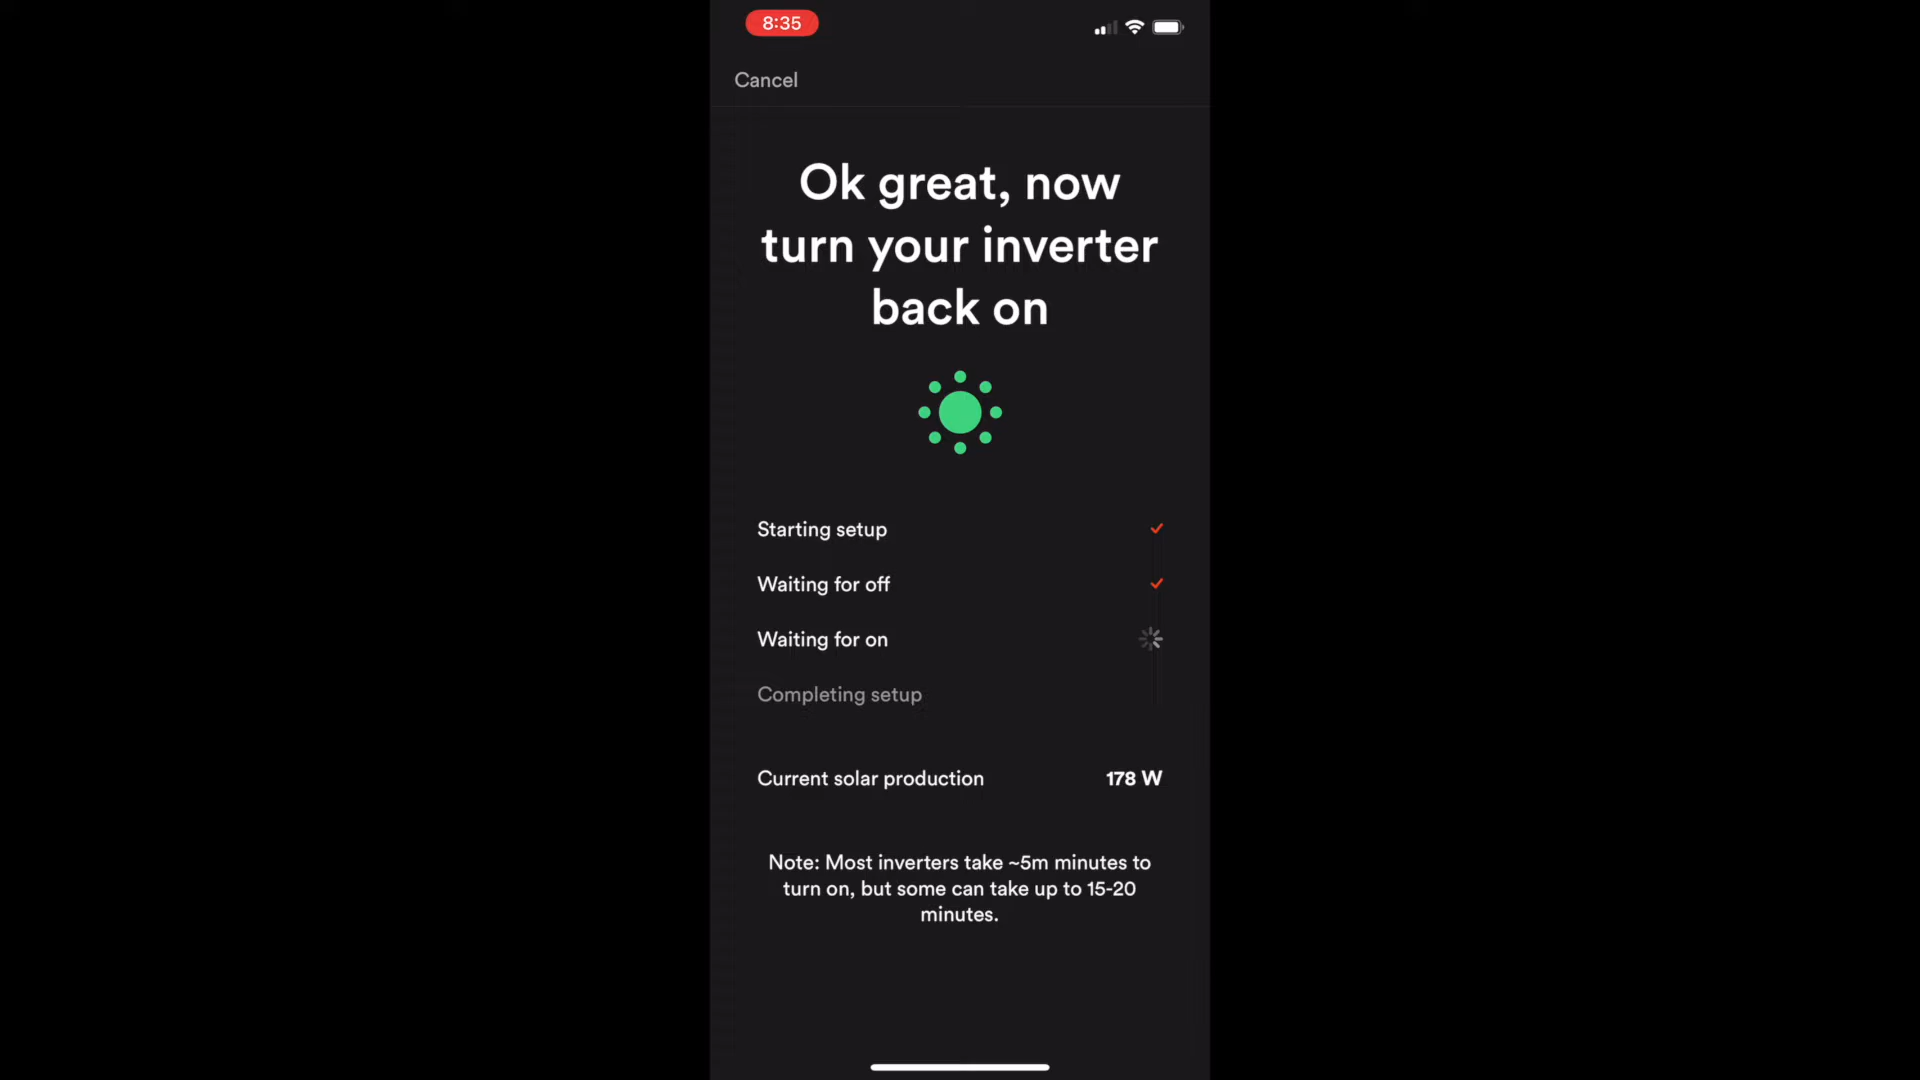 8:35
Cancel
Ok great, now
turn your inverter
back on
Starting setup
Waiting for off
Waiting for on
Completing setup
Current solar production 178 W
Note: Most inverters take ~5m minutes to
turn on, but some can take up to 15-20
minutes.